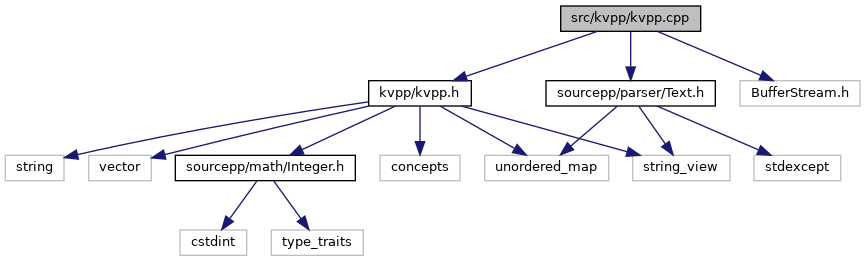 src/kvpp/kvpp.cpp
kvpp/kvpp.h
sourcepp/parser/Text.h
BufferStream.h
string
vector
sourcepp/math/Integer.h
concepts
unordered_map
string_view
stdexcept
cstdint
type_traits